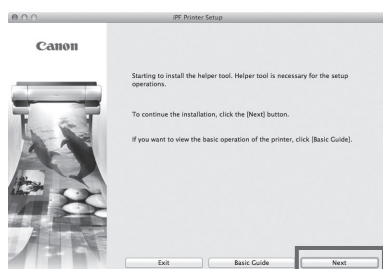 iPF Printer Setup
Canon
Starting to install the helper tool. Helper tool is necessary for the setup
operations.
To continue the installation, click the [Next] button.
If you want to view the basic operation of the printer, click [Basic Guide].
Exit
Basic Guide
Next